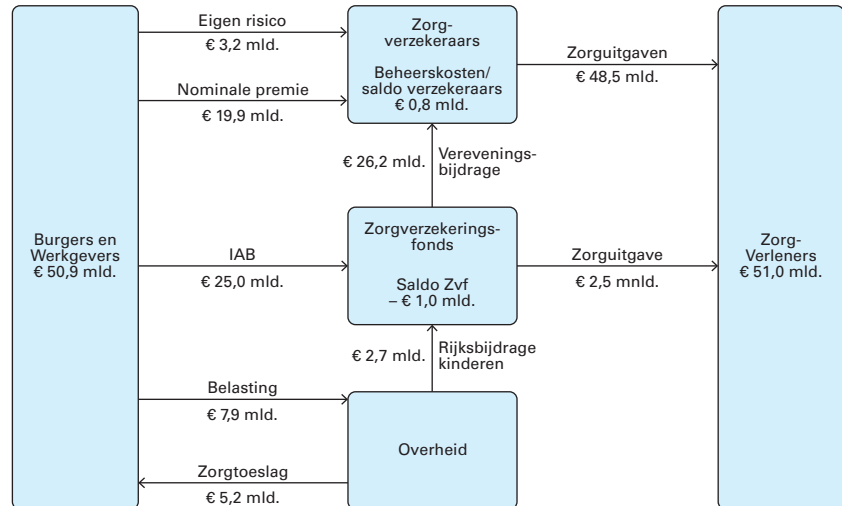 Eigen risico
€ 3,2 mld.
Nominale premie
€ 19,9 mld.
Zorg-
verzekeraars
Beheerskosten/
saldo verzekeraars
€ 0,8 mld.
Zorguitgaven
€ 48,5 mld.
€ 26,2 mld.
Verevenings-
bijdrage
Burgers en
Werkgevers
€ 50,9 mld.
IAB
€ 25,0 mld.
Zorgverzekerings-
fonds
Saldo Zvf
– € 1,0 mld.
Zorguitgave
€ 2,5 mnld.
Zorg-
Verleners
€ 51,0 mld.
€ 2,7 mld.
Rijksbijdrage
kinderen
Belasting
€ 7,9 mld.
Overheid
Zorgtoeslag
€ 5,2 mld.